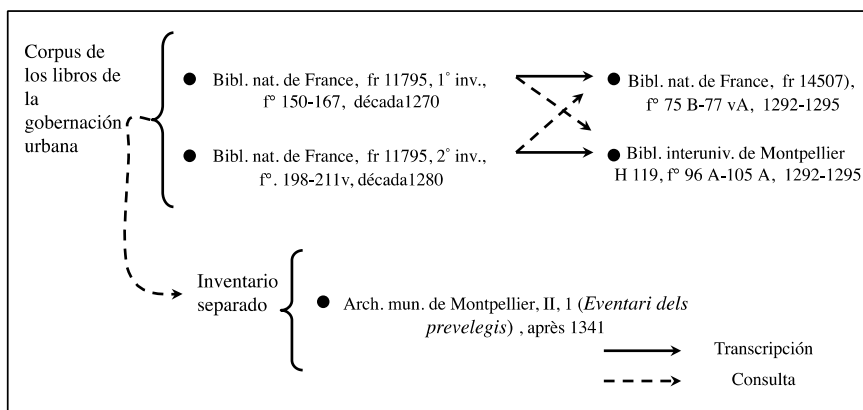 Corpus de
los libros de
la
gobernación
urbana
● Bibl. nat. de France, fr 11795, 1° inv.,
f° 150-167, década1270
● Bibl. nat. de France, fr 11795, 2° inv.,
f°. 198-211v, década1280
● Bibl. nat. de France, fr 14507),
f° 75 B-77 vA, 1292-1295
● Bibl. interuniv. de Montpellier
H 119, f° 96 A-105 A, 1292-1295
Inventario
separado
● Arch. mun. de Montpellier, II, 1 (Eventari dels
prevelegis) , après 1341
Transcripción
Consulta